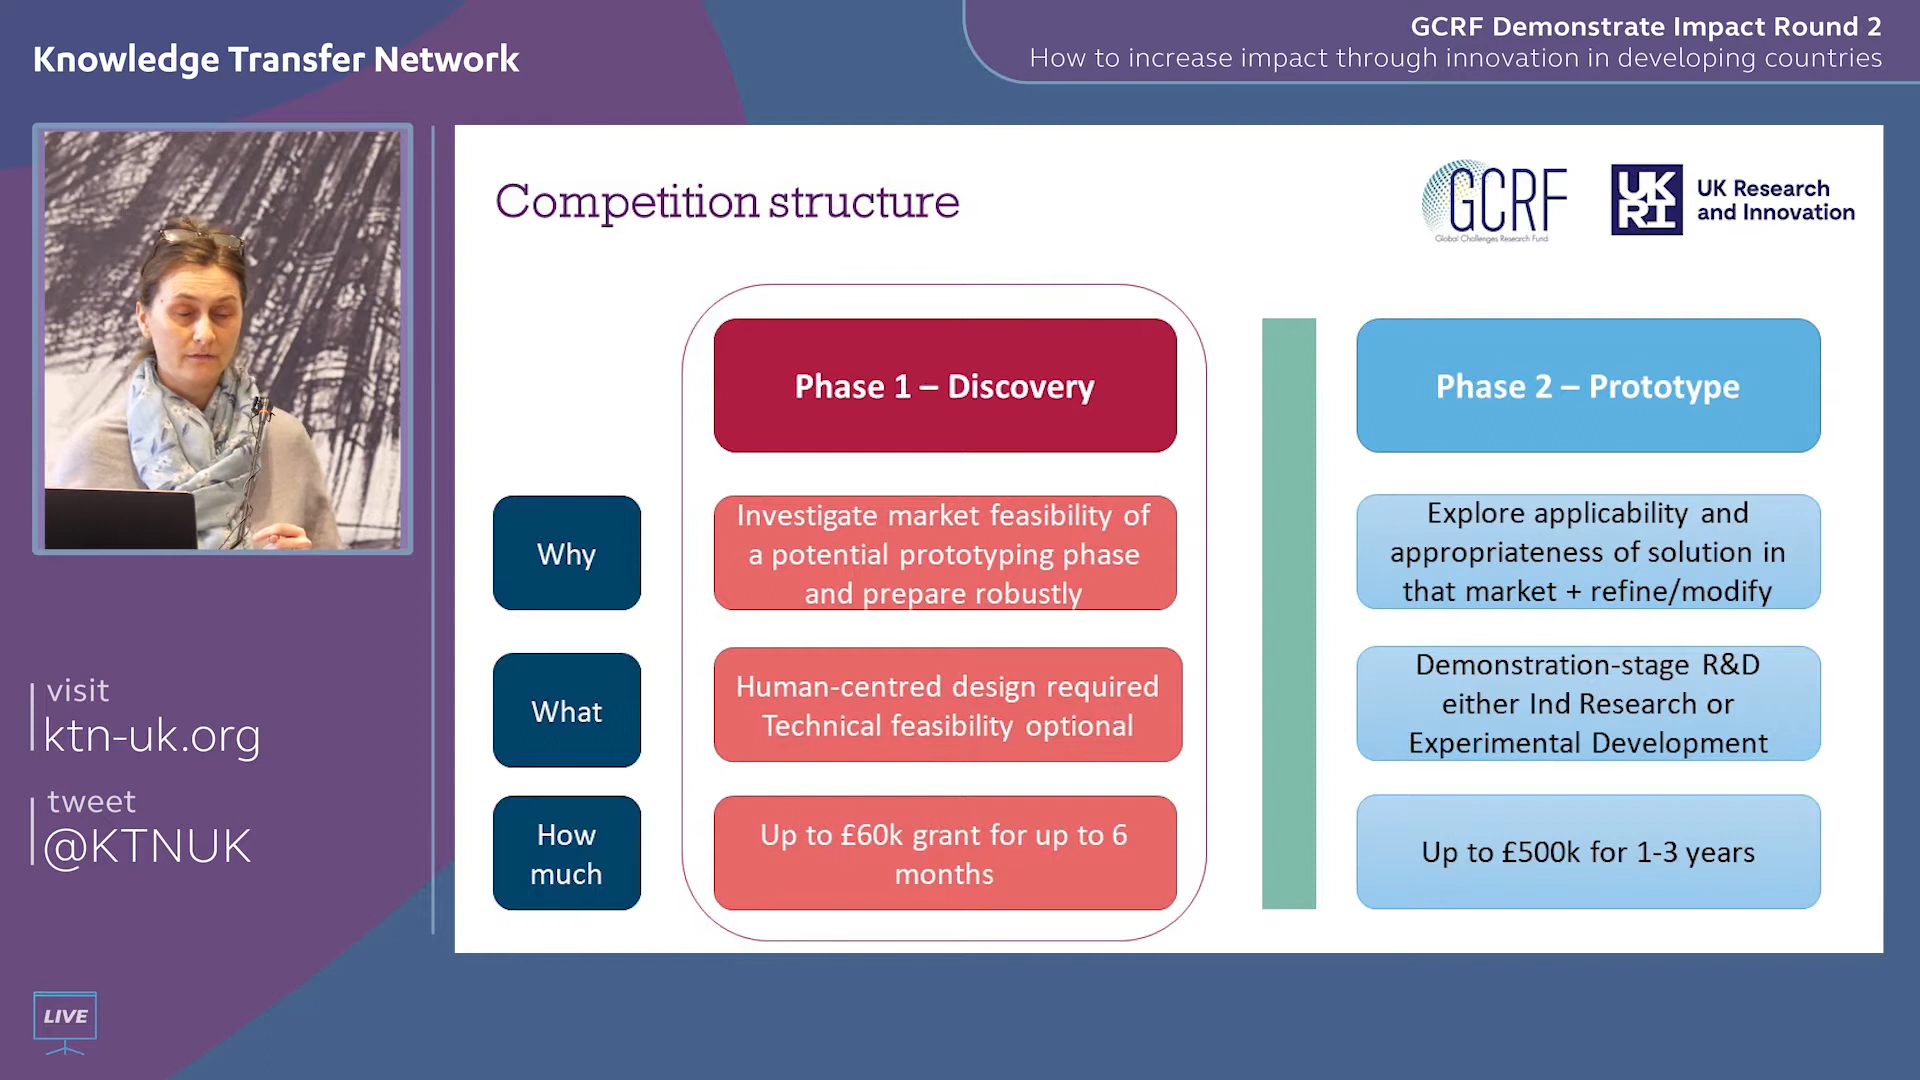 Knowledge Transfer Network
GCRF Demonstrate Impact Round 2
How to increase impact through innovation in developing countries
Competition structure
GCRF
Global Challenges Research Fund
UK
RI
UK Research
and Innovation
Phase 1 – Discovery
Phase 2 – Prototype
Why
Investigate market feasibility of
a potential prototyping phase
and prepare robustly
Explore applicability and
appropriateness of solution in
that market + refine/modify
What
Human-centred design required
Technical feasibility optional
Demonstration-stage R&D
either Ind Research or
Experimental Development
How
much
Up to £60k grant for up to 6
months
Up to £500k for 1-3 years
visit
ktn-uk.org
tweet
@KTNUK
LIVE